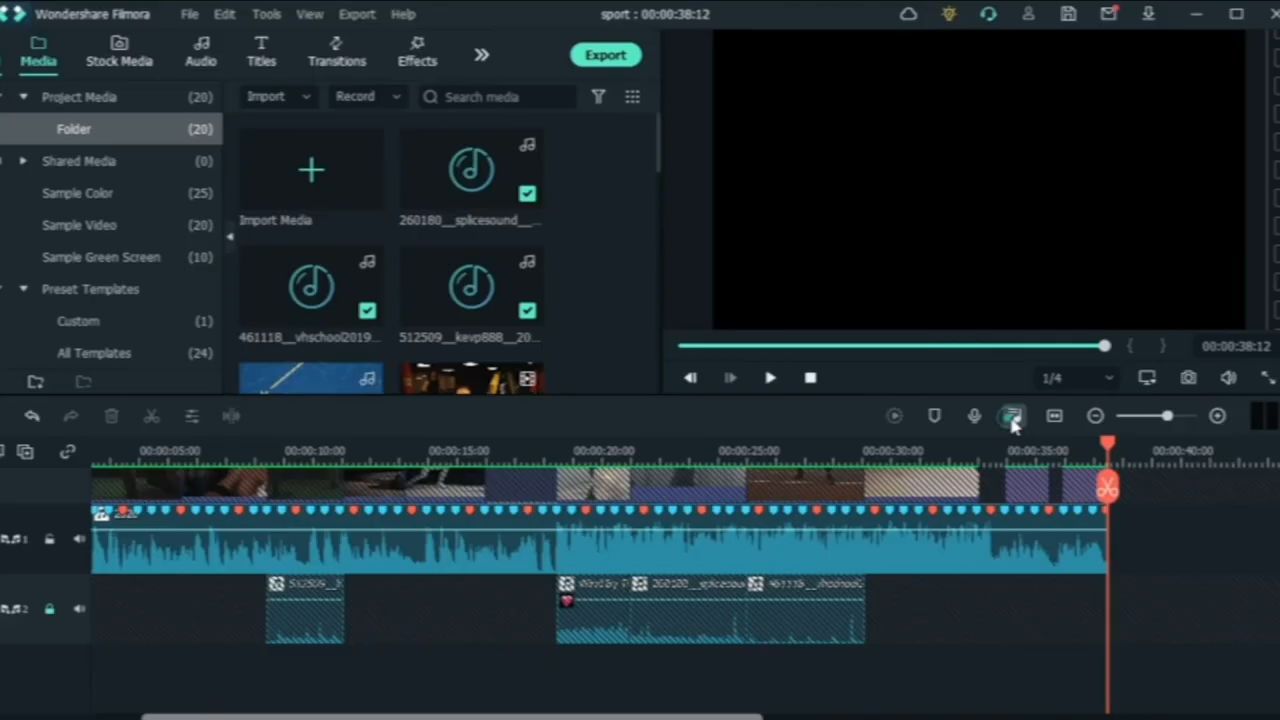 Wondershare Filmora File Edit Tools View Export Help sport : 00:00:38:12
Media Stock Media Audio Titles Transitions Effects Export
Project Media (20)
Folder (20)
Shared Media (0)
Sample Color (25)
Sample Video (20)
Sample Green Screen (10)
Preset Templates
Custom (1)
All Templates (24)
Import Record Search media
Import Media 260180__splicesound__...
461118__vhschool2019... 512509__kevp888__20...
00:00:38:12
1/4
00:00:05:00 00:00:10:00 00:00:15:00 00:00:20:00 00:00:25:00 00:00:30:00 00:00:35:00 00:00:40:00
1
2